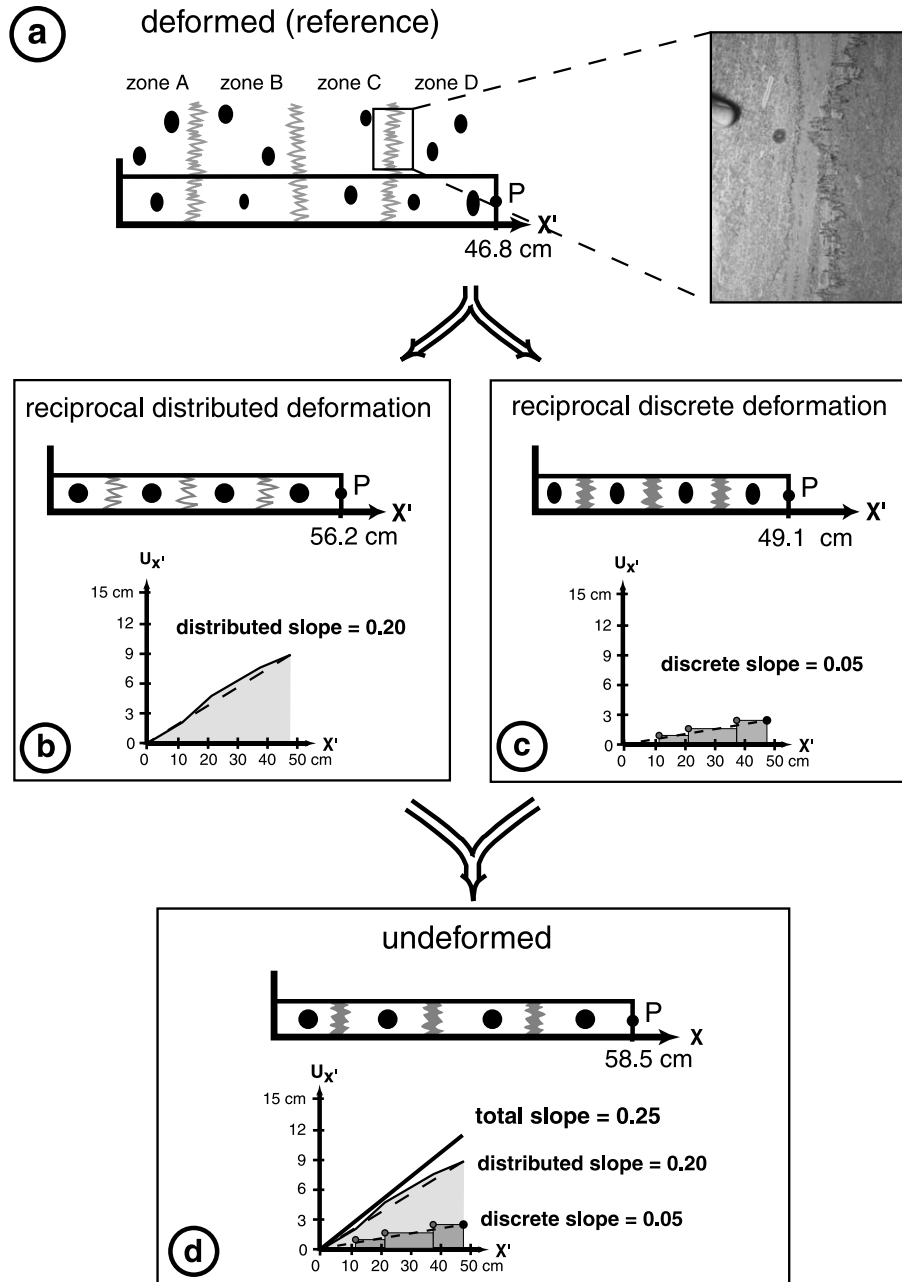 a
deformed (reference)
zone A zone B zone C zone D
P
X'
46.8 cm
reciprocal distributed deformation
P
X'
56.2 cm
Ux'
15 cm
12
9
6
3
0
distributed slope = 0.20
0 10 20 30 40 50 cm
X'
b
reciprocal discrete deformation
P
X'
49.1 cm
Ux'
15 cm
12
9
6
3
0
discrete slope = 0.05
0 10 20 30 40 50 cm
X'
c
undeformed
P
X
58.5 cm
Ux'
15 cm
12
9
6
3
0
total slope = 0.25
distributed slope = 0.20
discrete slope = 0.05
0 10 20 30 40 50 cm
X'
d